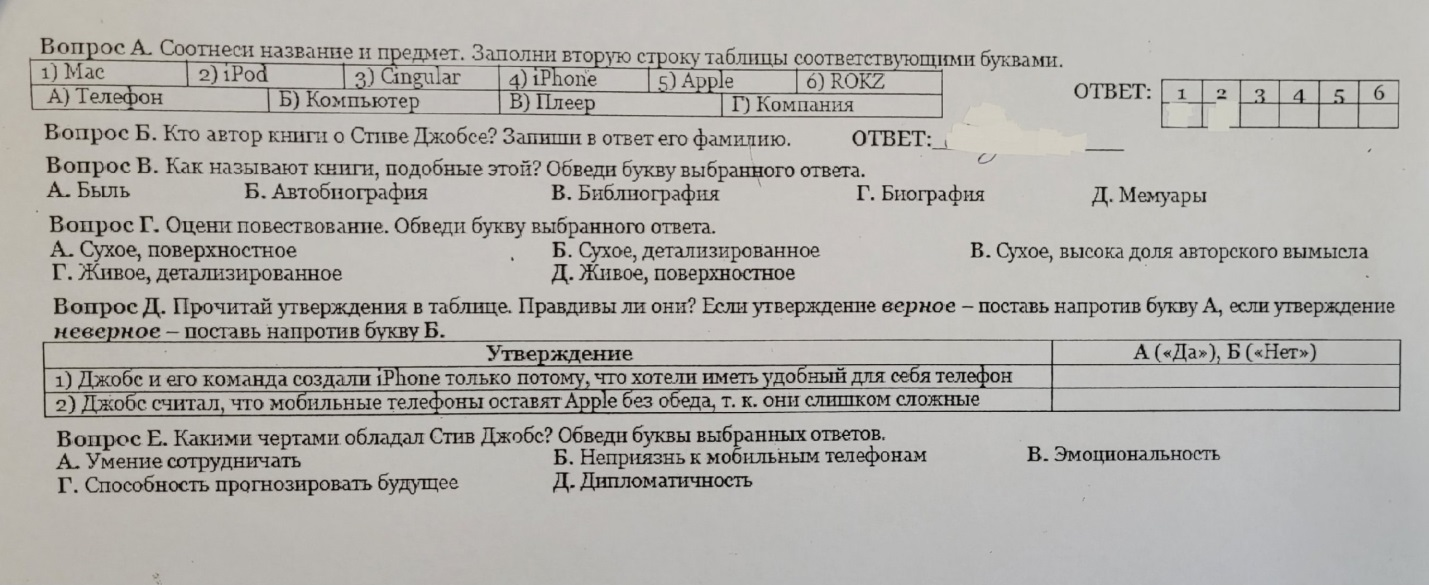 Вопрос А. Соотнеси название и предмет. Заполни вторую строку таблицы соответствующими буквами.
1) Mac 2) iPod 3) Cingular 4) iPhone 5) Apple 6) ROKZ
А) Телефон Б) Компьютер В) Плеер Г) Компания
ОТВЕТ: 1 2 3 4 5 6
Вопрос Б. Кто автор книги о Стиве Джобсе? Запиши в ответ его фамилию. ОТВЕТ:
Вопрос В. Как называют книги, подобные этой? Обведи букву выбранного ответа.
А. Быль Б. Автобиография В. Библиография Г. Биография Д. Мемуары
Вопрос Г. Оцени повествование. Обведи букву выбранного ответа.
А. Сухое, поверхностное Б. Сухое, детализированное В. Сухое, высока доля авторского вымысла
Г. Живое, детализированное Д. Живое, поверхностное
Вопрос Д. Прочитай утверждения в таблице. Правдивы ли они? Если утверждение верное – поставь напротив букву А, если утверждение
неверное – поставь напротив букву Б.
Утверждение А («Да»), Б («Нет»)
1) Джобс и его команда создали iPhone только потому, что хотели иметь удобный для себя телефон
2) Джобс считал, что мобильные телефоны оставят Apple без обеда, т. к. они слишком сложные
Вопрос Е. Какими чертами обладал Стив Джобс? Обведи буквы выбранных ответов.
А. Умение сотрудничать Б. Неприязнь к мобильным телефонам В. Эмоциональность
Г. Способность прогнозировать будущее Д. Дипломатичность